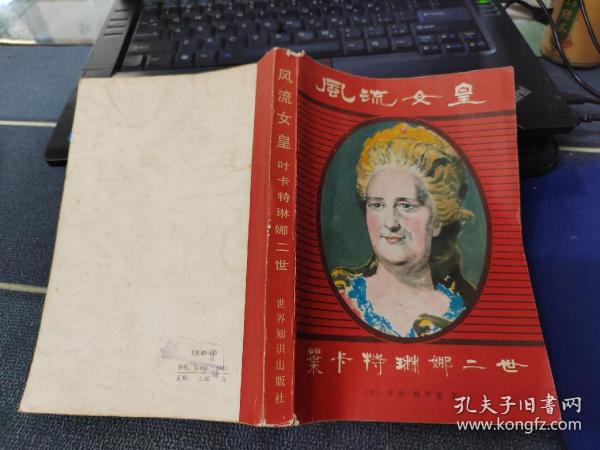 風流女皇
葉卡特琳娜二世
风流女皇 叶卡特琳娜二世 世界知识出版社
孔夫子旧书网
www.kongfz.com